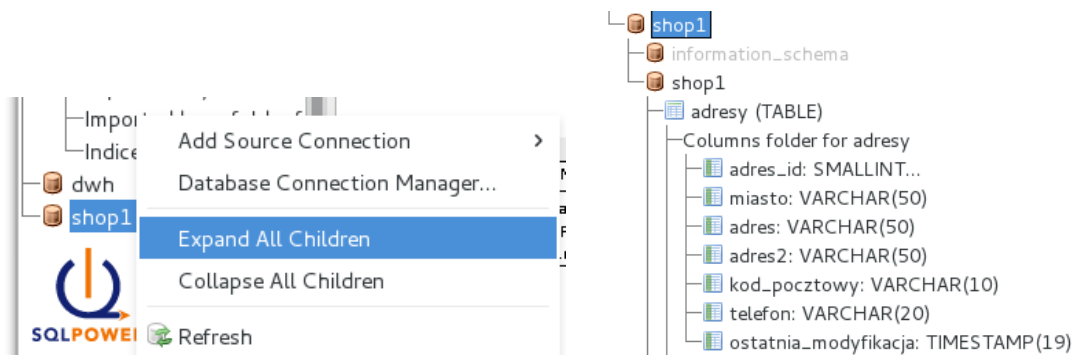 Indice
dwh
shop1
SQLPOWE
Add Source Connection
Database Connection Manager...
Expand All Children
Collapse All Children
Refresh
shop1
information_schema
shop1
adresy (TABLE)
Columns folder for adresy
adres_id: SMALLINT...
miasto: VARCHAR(50)
adres: VARCHAR(50)
adres2: VARCHAR(50)
kod_pocztowy: VARCHAR(10)
telefon: VARCHAR(20)
ostatnia_modyfikacja: TIMESTAMP(19)